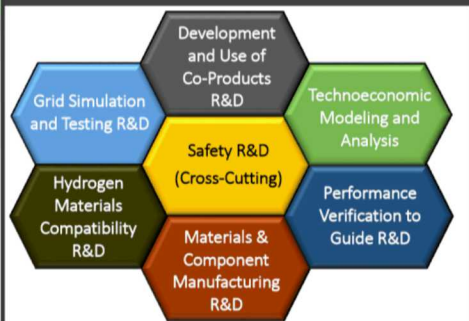 Development
and Use of
Co-Products
R&D
Grid Simulation
and Testing R&D
Technoeconomic
Modeling and
Analysis
Safety R&D
(Cross-Cutting)
Hydrogen
Materials
Compatibility
R&D
Performance
Verification to
Guide R&D
Materials &
Component
Manufacturing
R&D